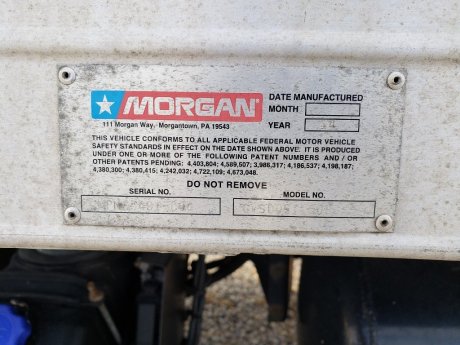 MORGAN
DATE MANUFACTURED
MONTH
111 Morgan Way, Morgantown, PA 19543
YEAR
THIS VEHICLE CONFORMS TO ALL APPLICABLE FEDERAL MOTOR VEHICLE
SAFETY STANDARDS IN EFFECT ON THE DATE SHOWN ABOVE. IT IS PRODUCED
UNDER ONE OR MORE OF THE FOLLOWING PATENT NUMBERS AND / OR
OTHER PATENTS PENDING: 4,403,804; 4,589,507; 3,986,317; 4,186,537; 4,198,187;
4,380,300; 4,380,415; 4,242,032; 4,722,109; 4,673,048.
DO NOT REMOVE
SERIAL NO.
MODEL NO.